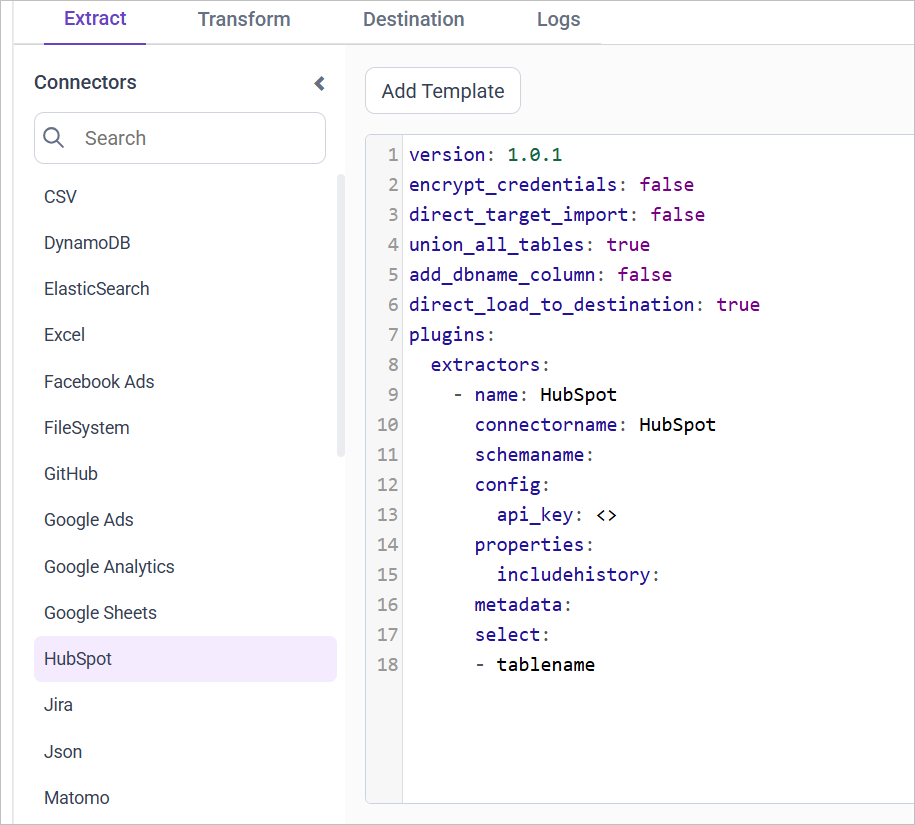 Extract Transform Destination Logs
Connectors
Search
CSV
DynamoDB
ElasticSearch
Excel
Facebook Ads
FileSystem
GitHub
Google Ads
Google Analytics
Google Sheets
HubSpot
Jira
Json
Matomo
Add Template
1 version: 1.0.1
2 encrypt_credentials: false
3 direct_target_import: false
4 union_all_tables: true
5 add_dbname_column: false
6 direct_load_to_destination: true
7 plugins:
8   extractors:
9     - name: HubSpot
10       connectorname: HubSpot
11       schemaname:
12       config:
13         api_key: <>
14       properties:
15         includehistory:
16       metadata:
17       select:
18       - tablename